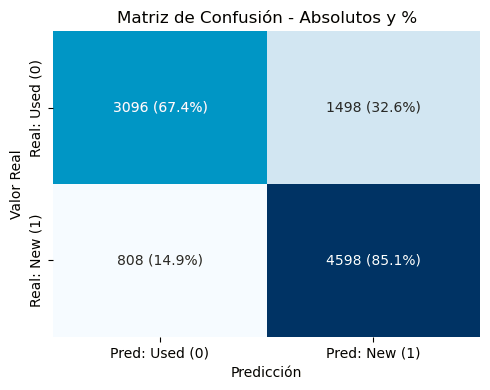 Matriz de Confusión - Absolutos y %
Valor Real
Real: Used (0)
3096 (67.4%)
1498 (32.6%)
Real: New (1)
808 (14.9%)
4598 (85.1%)
Pred: Used (0)
Pred: New (1)
Predicción